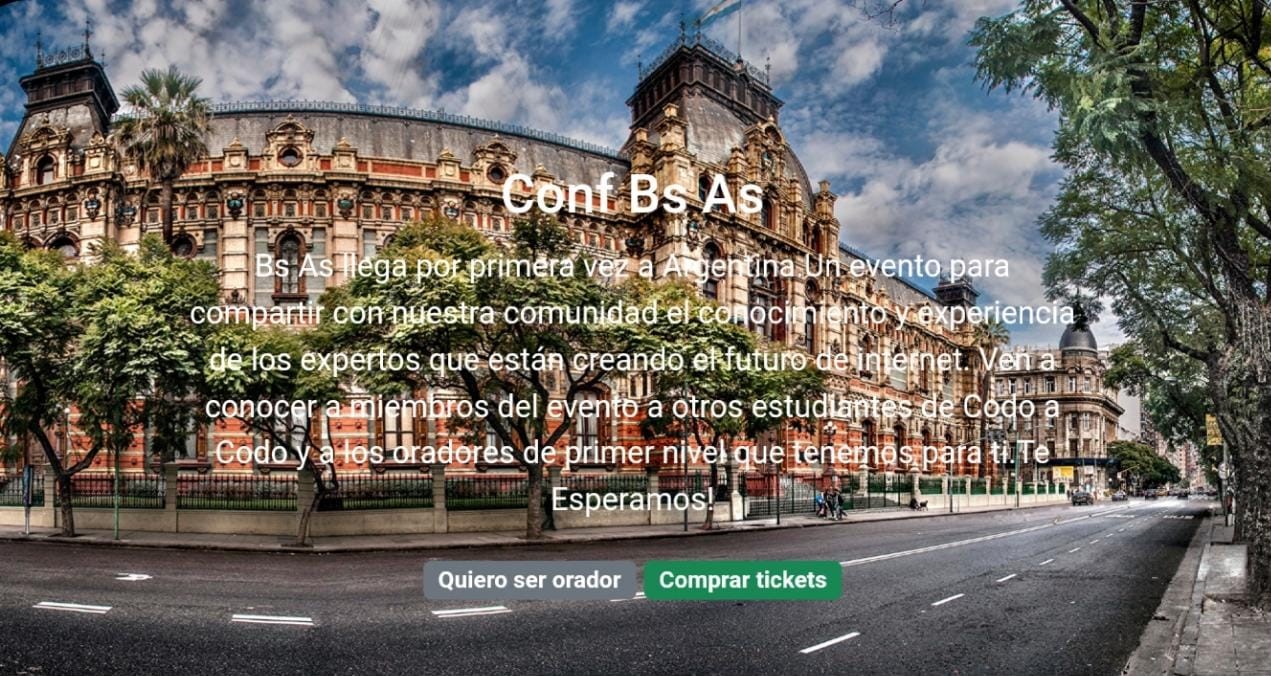 Conf Bs As
Bs As llega por primera vez a Argentina.Un evento para
compartir con nuestra comunidad el conocimiento y experiencia
de los expertos que están creando el futuro de internet. Ven a
conocer a miembros del evento a otros estudiantes de Codo a
Codo y a los oradores de primer nivel que tenemos para ti.Te
Esperamos!
Quiero ser orador
Comprar tickets